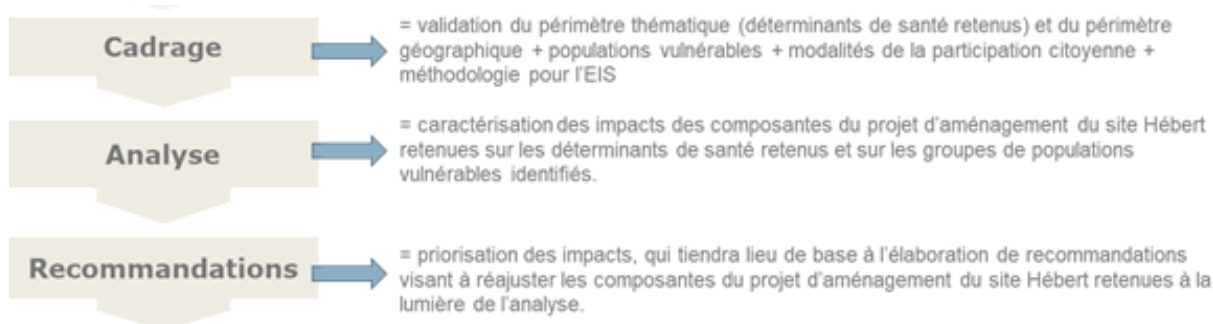 Cadrage
= validation du périmètre thématique (déterminants de santé retenus) et du périmètre
géographique + populations vulnérables + modalités de la participation citoyenne +
méthodologie pour l'EIS
Analyse
= caractérisation des impacts des composantes du projet d'aménagement du site Hébert
retenues sur les déterminants de santé retenus et sur les groupes de populations
vulnérables identifiés.
Recommandations
= priorisation des impacts, qui tiendra lieu de base à l'élaboration de recommandations
visant à réajuster les composantes du projet d'aménagement du site Hébert retenues à la
lumière de l'analyse.